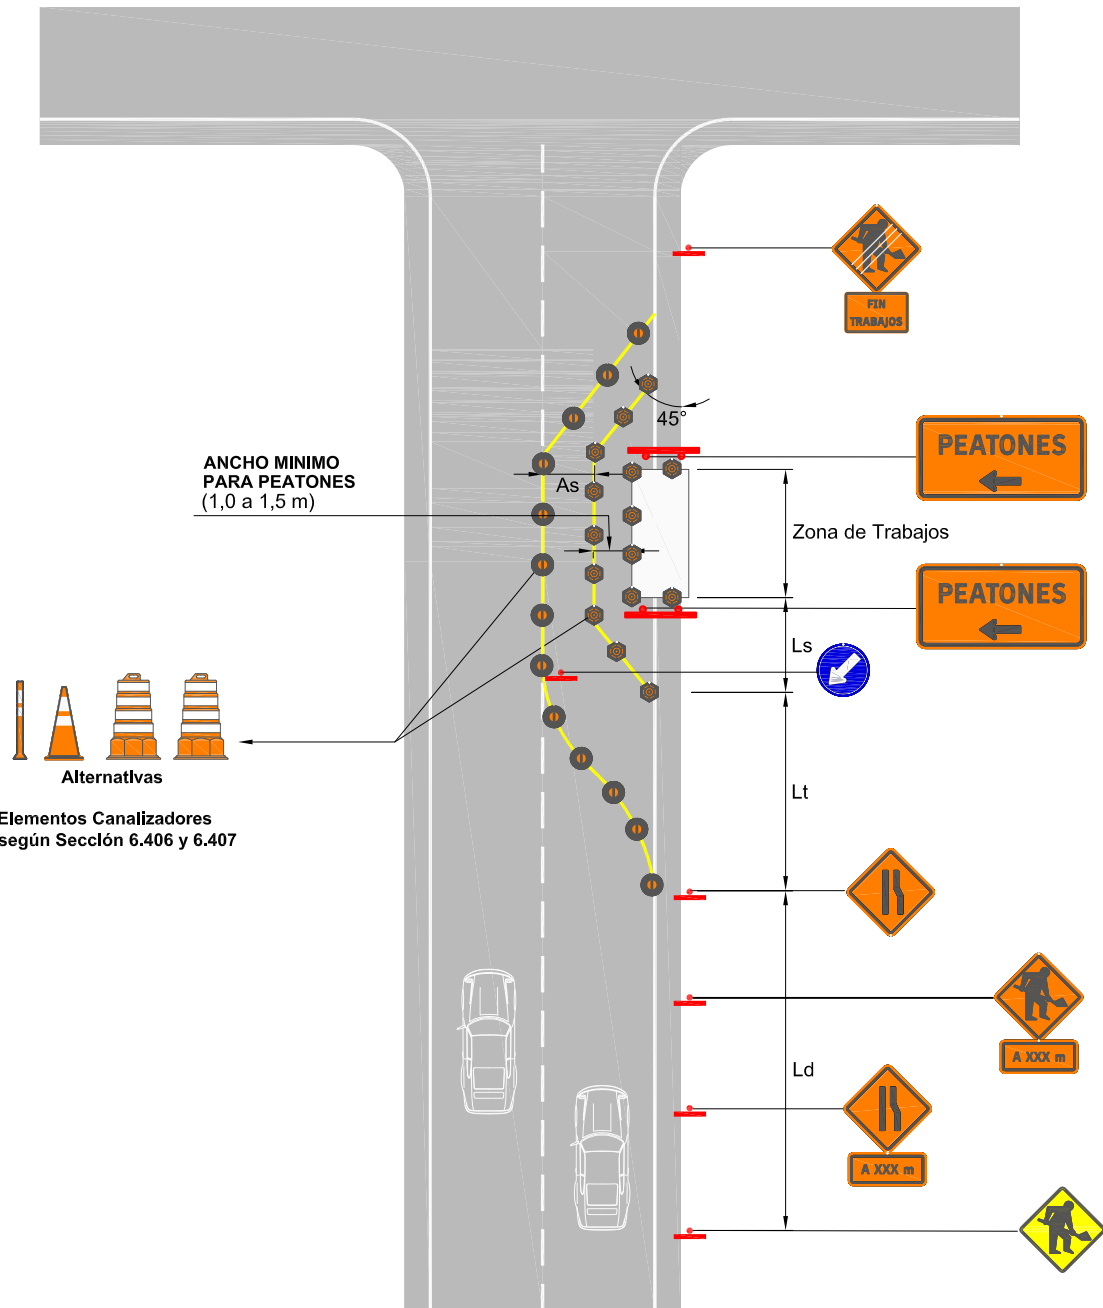 FIN
TRABAJOS
45°
PEATONES
ANCHO MINIMO
PARA PEATONES
(1,0 a 1,5 m)
As
Zona de Trabajos
PEATONES
Ls
Alternativas
Lt
Elementos Canalizadores
según Sección 6.406 y 6.407
A XXX m
Ld
A XXX m